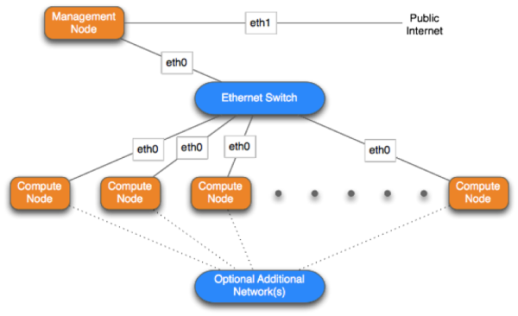 Management
Node
eth1
Public
Internet
eth0
Ethernet Switch
eth0
eth0
eth0
eth0
Compute
Node
Compute
Node
Compute
Node
Compute
Node
Optional Additional
Network(s)